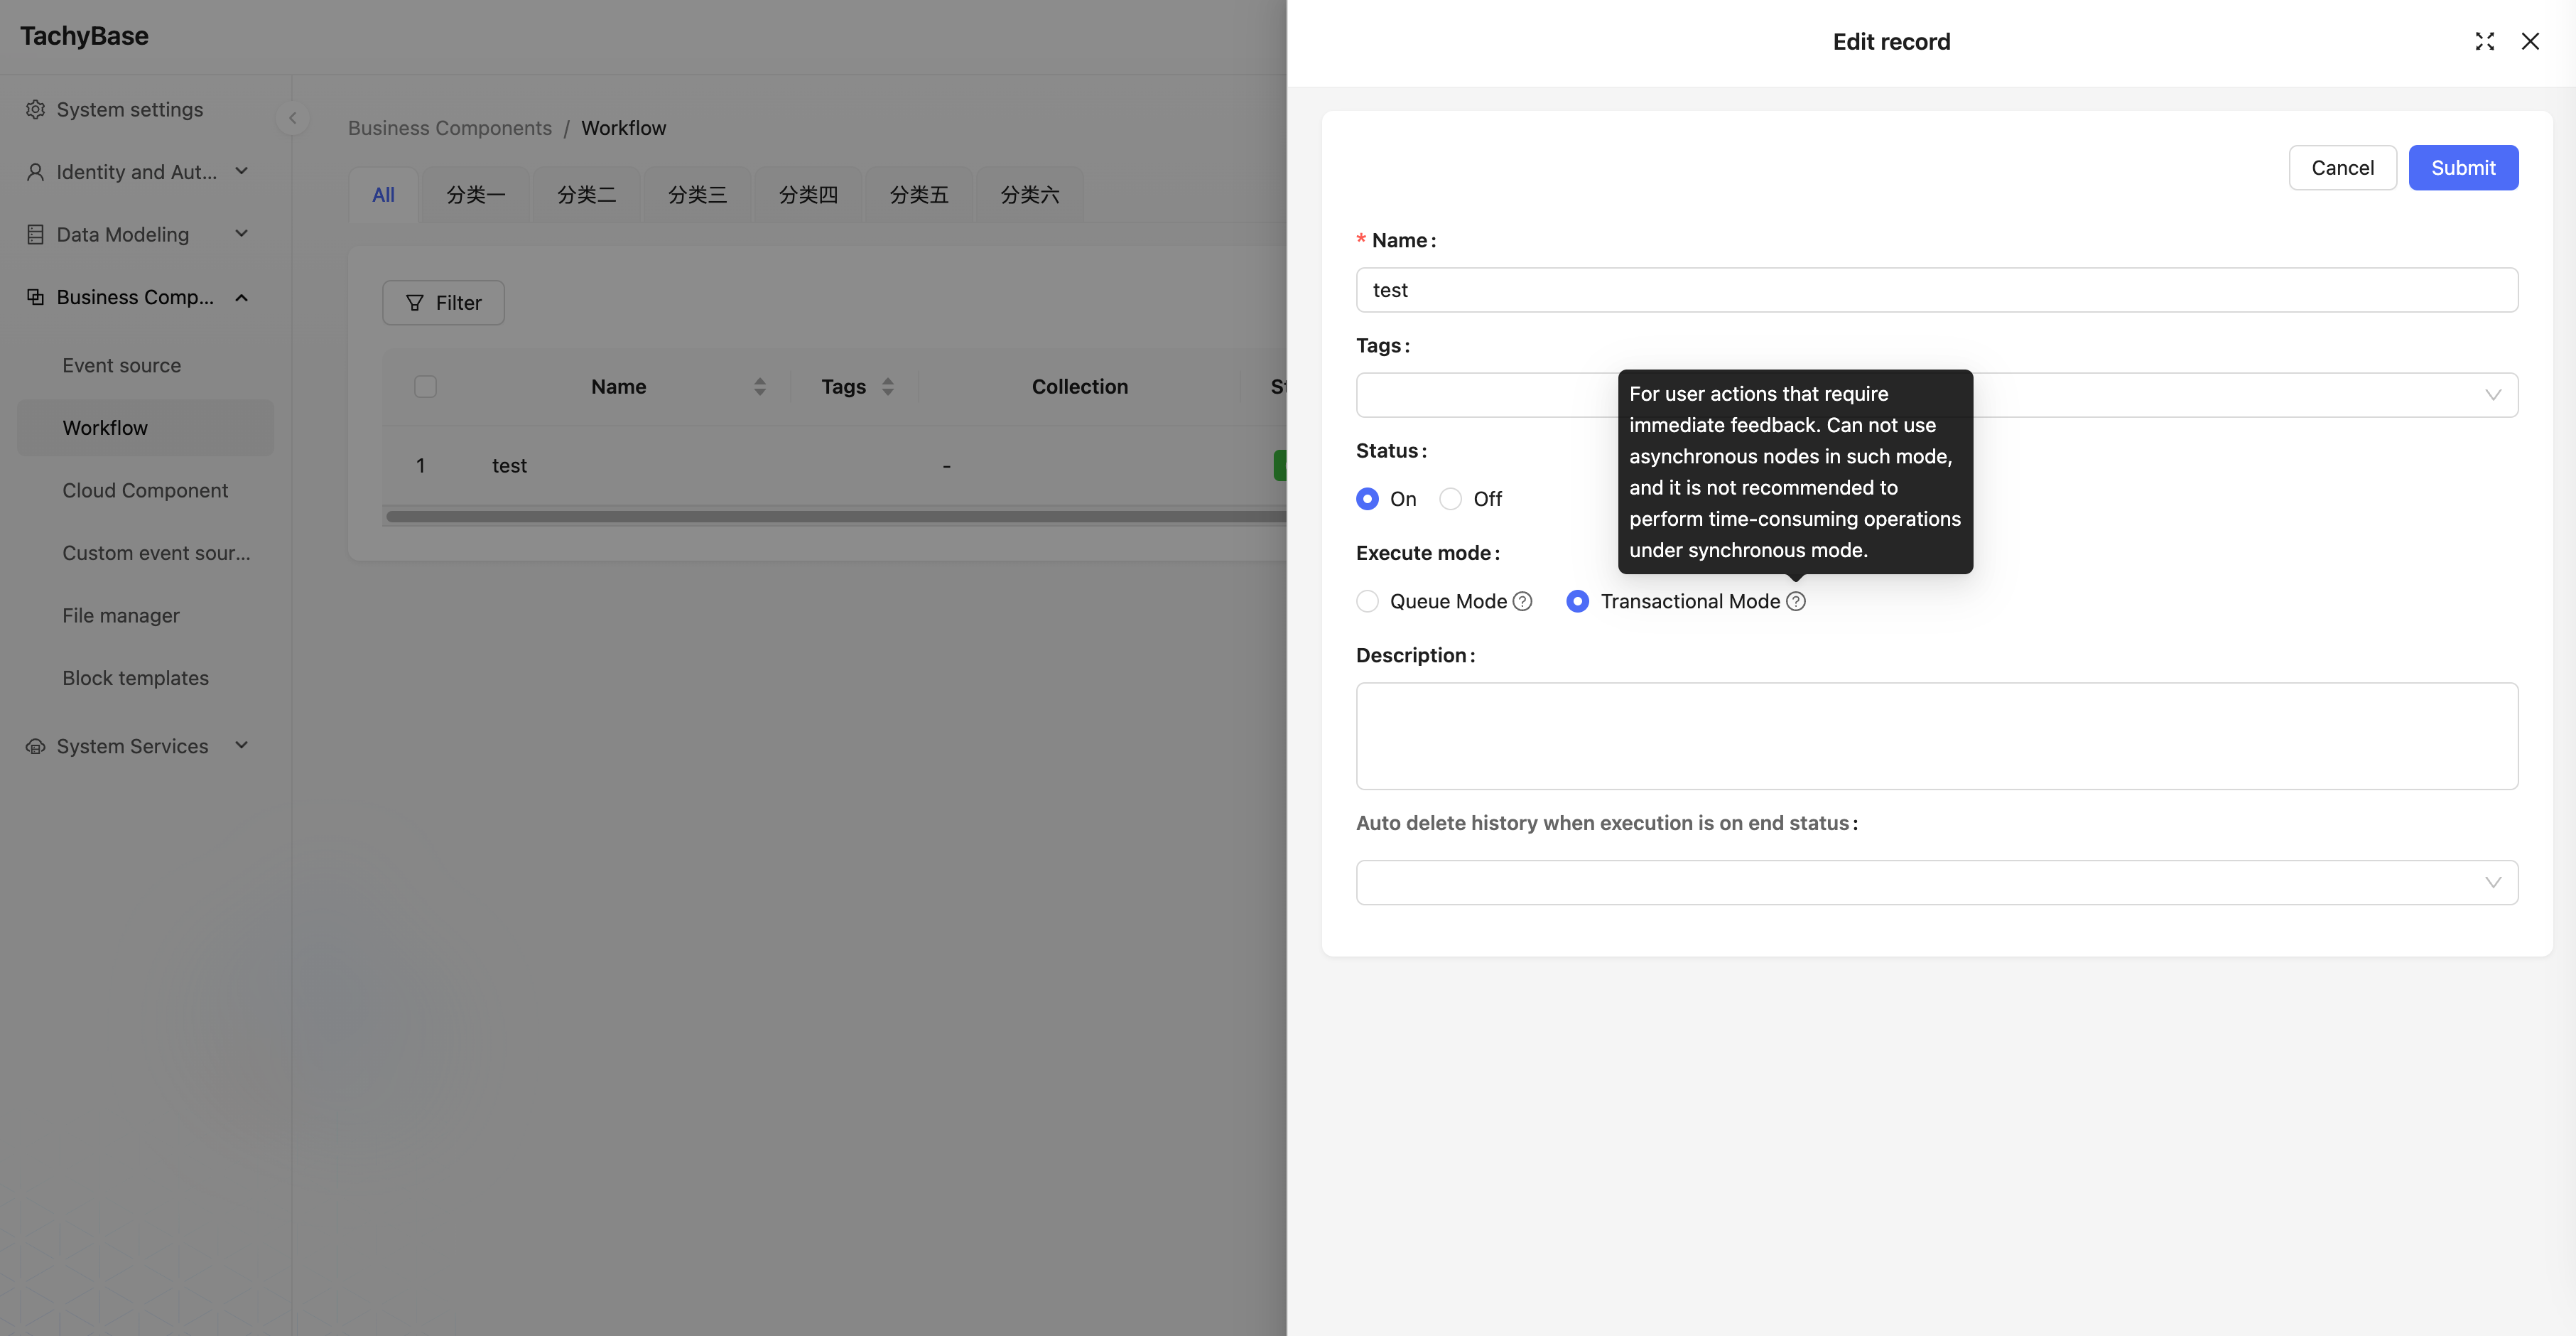 TachyBase
System settings
Identity and Aut...
Data Modeling
Business Comp...
Event source
Workflow
Cloud Component
Custom event sour...
File manager
Block templates
System Services
Business Components / Workflow
All 分类一 分类二 分类三 分类四 分类五 分类六
Filter
Name Tags Collection
1 test -
Edit record
Cancel Submit
* Name:
test
Tags:
For user actions that require
immediate feedback. Can not use
asynchronous nodes in such mode,
and it is not recommended to
perform time-consuming operations
under synchronous mode.
Status:
On Off
Execute mode:
Queue Mode Transactional Mode
Description:
Auto delete history when execution is on end status: